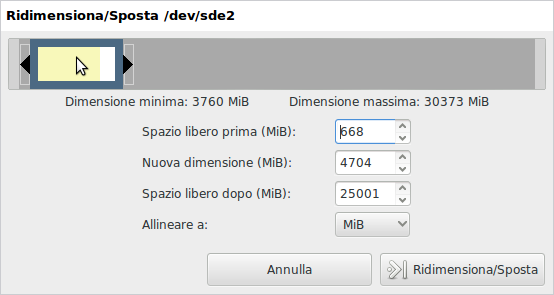 Ridimensiona/Sposta /dev/sde2
Dimensione minima: 3760 MiB Dimensione massima: 30373 MiB
Spazio libero prima (MiB): 668
Nuova dimensione (MiB): 4704
Spazio libero dopo (MiB): 25001
Allineare a: MiB
Annulla Ridimensiona/Sposta